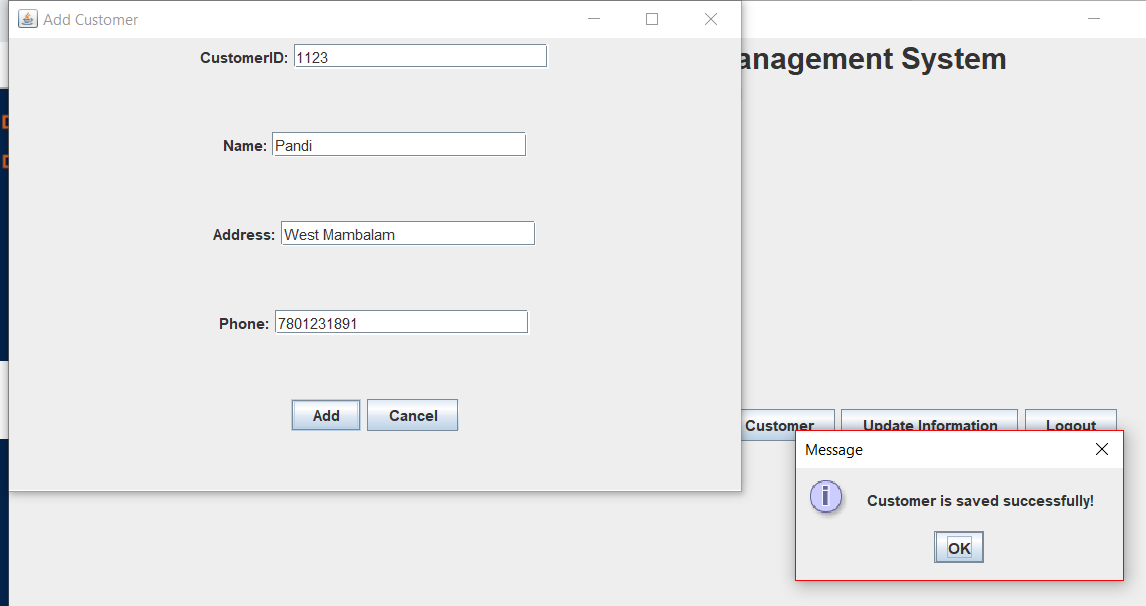 Add Customer
CustomerID: 1123
anagement System
Name: Pandi
Address: West Mambalam
Phone: 7801231891
Add Cancel
Customer Update Information Logout
Message
Customer is saved successfully!
OK